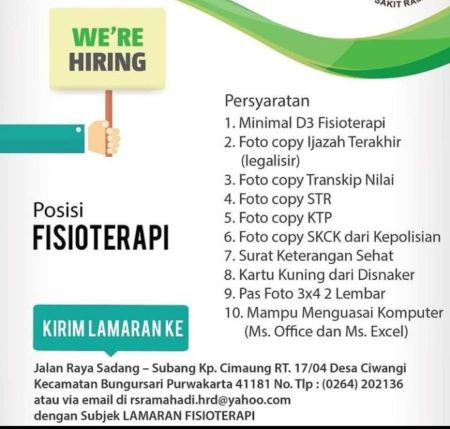 SAKIT RAM
WE'RE
HIRING
Persyaratan
1. Minimal D3 Fisioterapi
2. Foto copy Ijazah Terakhir
(legalisir)
3. Foto copy Transkip Nilai
4. Foto copy STR
5. Foto copy KTP
6. Foto copy SKCK dari Kepolisian
7. Surat Keterangan Sehat
8. Kartu Kuning dari Disnaker
9. Pas Foto 3x4 2 Lembar
10. Mampu Menguasai Komputer
(Ms. Office dan Ms. Excel)
Posisi
FISIOTERAPI
KIRIM LAMARAN KE
Jalan Raya Sadang – Subang Kp. Cimaung RT. 17/04 Desa Ciwangi
Kecamatan Bungursari Purwakarta 41181 No. Tlp : (0264) 202136
atau via email di rsramahadi.hrd@yahoo.com
dengan Subjek LAMARAN FISIOTERAPI